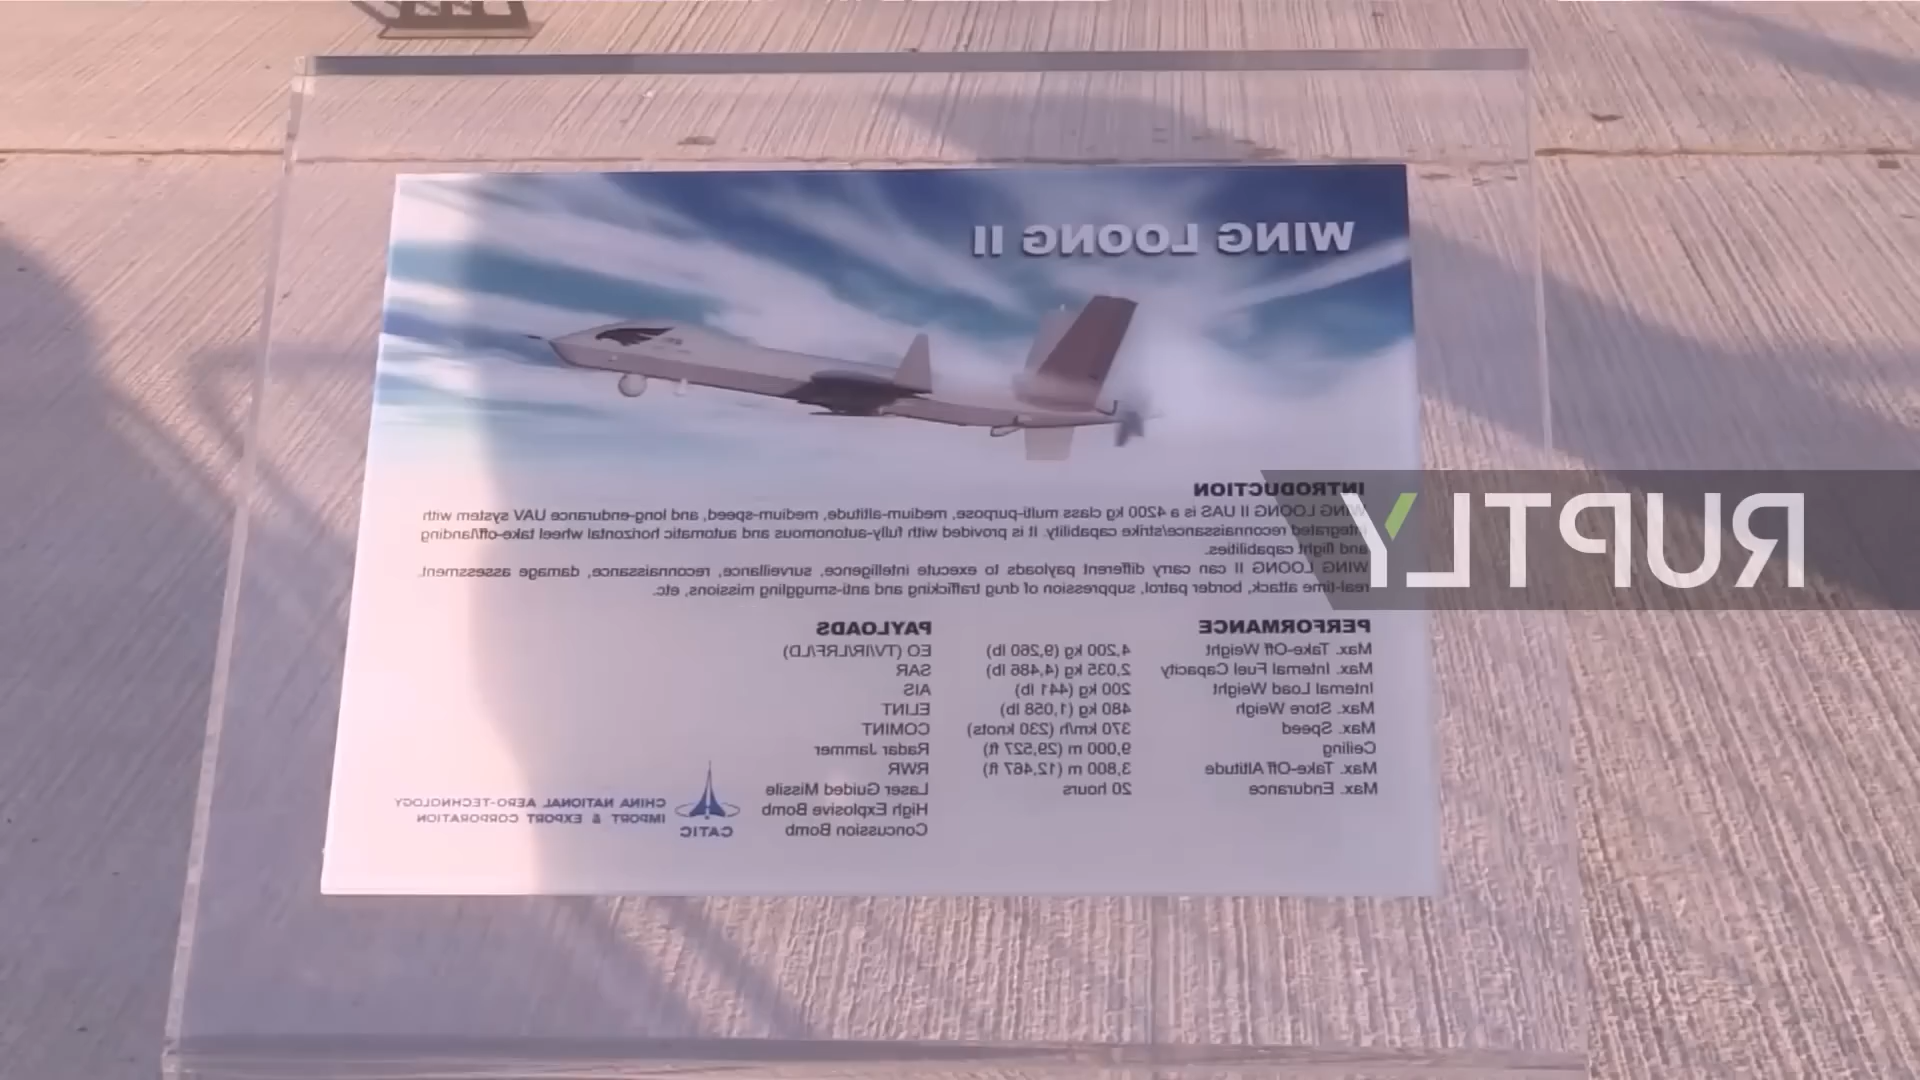 WING LOONG II
INTRODUCTION
WING LOONG II UAS is a 4200 kg class multi-purpose, medium-altitude, medium-speed, and long-endurance UAV system with
integrated reconnaissance/strike capability. It is provided with fully-autonomous and automatic horizontal wheel take-off/landing
and flight capabilities.
WING LOONG II can carry different payloads to execute intelligence, surveillance, reconnaissance, damage assessment,
real-time attack, border patrol, suppression of drug trafficking and anti-smuggling missions, etc.
RUPTLY
PERFORMANCE
Max. Take-Off Weight 4,200 kg (9,260 lb)
Max. Internal Fuel Capacity 2,035 kg (4,486 lb)
Internal Load Weight 200 kg (441 lb)
Max. Store Weigh 480 kg (1,058 lb)
Max. Speed 370 km/h (230 knots)
Ceiling 9,000 m (29,527 ft)
Max. Take-Off Altitude 3,800 m (12,467 ft)
Max. Endurance 20 hours
PAYLOADS
EO (TV/IR/LRF/LD)
SAR
AIS
ELINT
COMINT
Radar Jammer
RWR
Laser Guided Missile
High Explosive Bomb
Concussion Bomb
CATIC
CHINA NATIONAL AERO-TECHNOLOGY
IMPORT & EXPORT CORPORATION